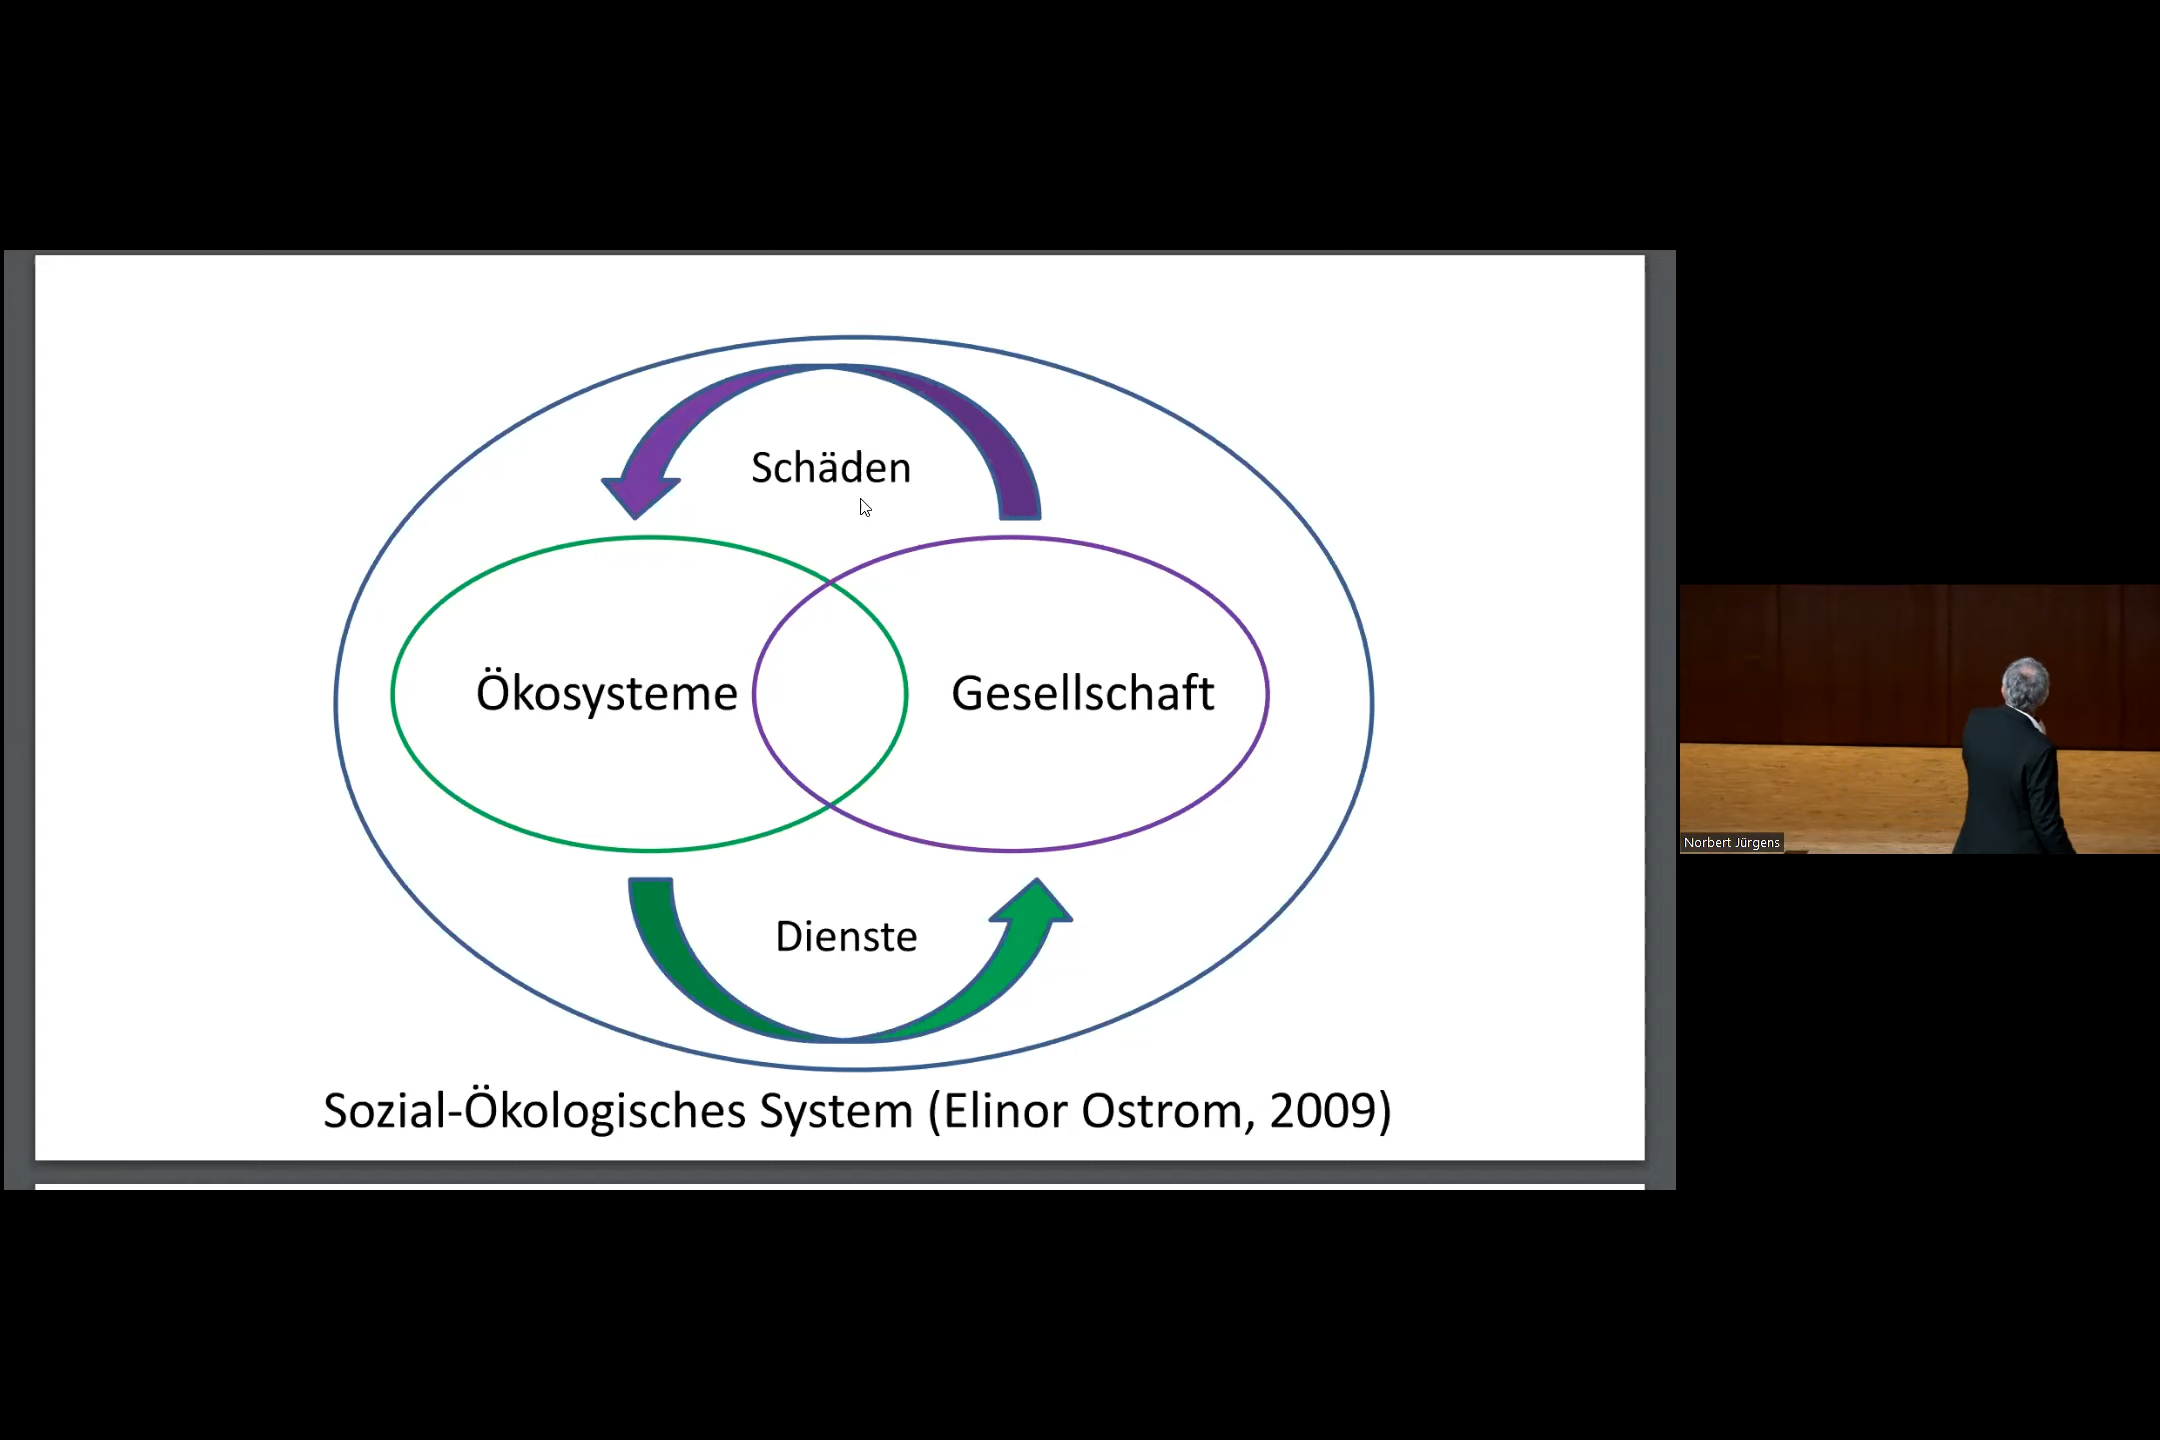 Schäden
Ökosysteme
Gesellschaft
Dienste
Sozial-Ökologisches System (Elinor Ostrom, 2009)
Norbert Jürgens